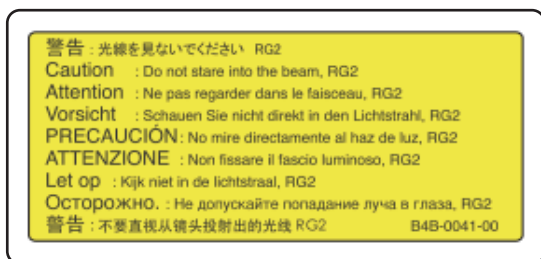 警告 : 光線を見ないでください RG2
Caution : Do not stare into the beam, RG2
Attention : Ne pas regarder dans le faisceau, RG2
Vorsicht : Schauen Sie nicht direkt in den Lichtstrahl, RG2
PRECAUCIÓN : No mire directamente al haz de luz, RG2
ATTENZIONE : Non fissare il fascio luminoso, RG2
Let op : Kijk niet in de lichtstraal, RG2
Осторожно. : Не допускайте попадание луча в глаза, RG2
警告 : 不要直视从镜头投射出的光线 RG2 B4B-0041-00